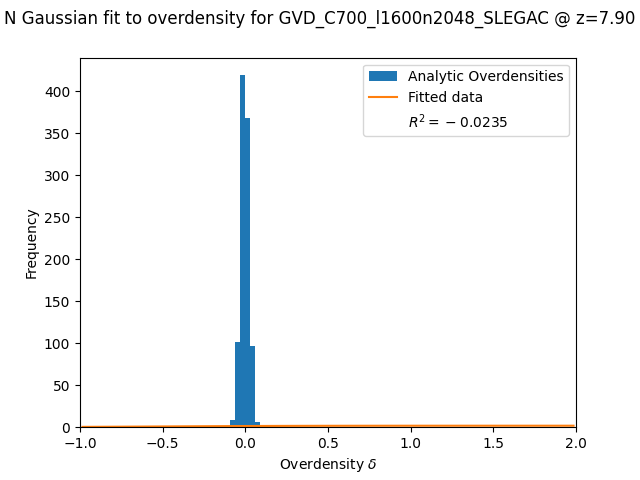 N Gaussian fit to overdensity for GVD_C700_l1600n2048_SLEGAC @ z=7.90
Analytic Overdensities
Fitted data
R² = −0.0235
Frequency
400
350
300
250
200
150
100
50
0
−1.0 −0.5 0.0 0.5 1.0 1.5 2.0
Overdensity δ